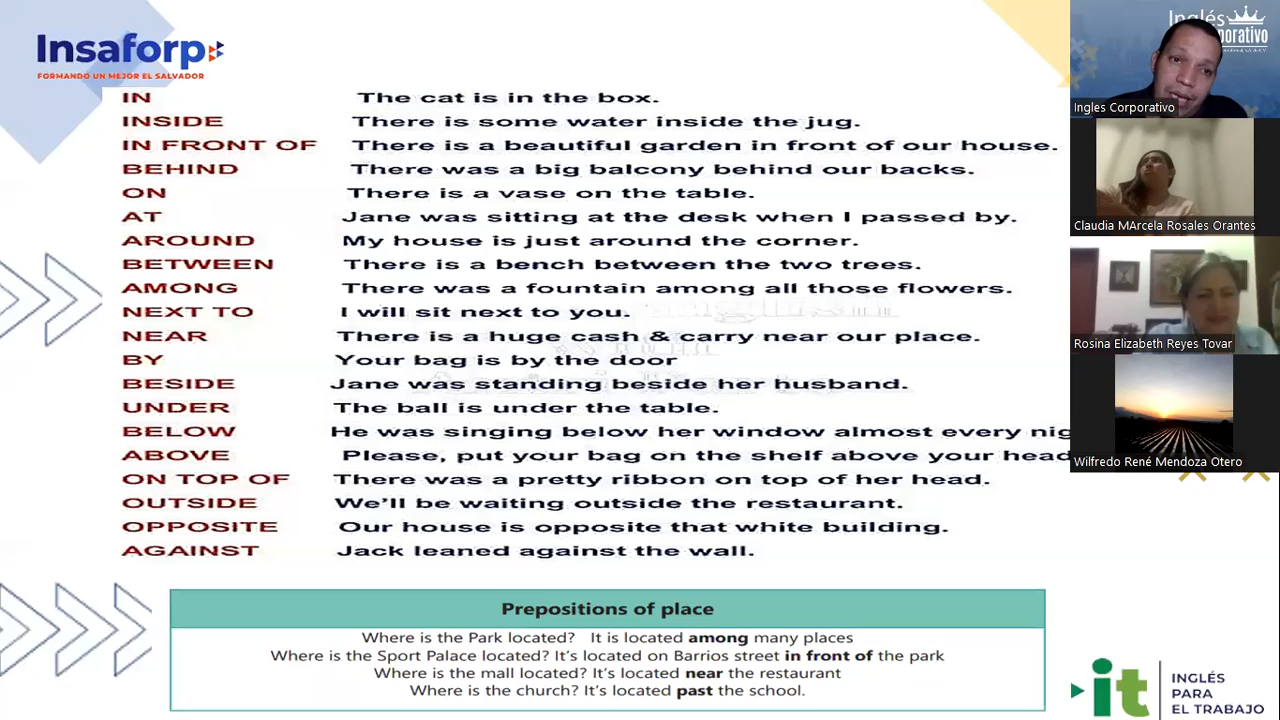 Insaforp
FORMANDO UN MEJOR EL SALVADOR
IN The cat is in the box.
INSIDE There is some water inside the jug.
IN FRONT OF There is a beautiful garden in front of our house.
BEHIND There was a big balcony behind our backs.
ON There is a vase on the table.
AT Jane was sitting at the desk when I passed by.
AROUND My house is just around the corner.
BETWEEN There is a bench between the two trees.
AMONG There was a fountain among all those flowers.
NEXT TO I will sit next to you.
NEAR There is a huge cash & carry near our place.
BY Your bag is by the door
BESIDE Jane was standing beside her husband.
UNDER The ball is under the table.
BELOW He was singing below her window almost every nig
ABOVE Please, put your bag on the shelf above your head
ON TOP OF There was a pretty ribbon on top of her head.
OUTSIDE We'll be waiting outside the restaurant.
OPPOSITE Our house is opposite that white building.
AGAINST Jack leaned against the wall.
Prepositions of place
Where is the Park located? It is located among many places
Where is the Sport Palace located? It's located on Barrios street in front of the park
Where is the mall located? It's located near the restaurant
Where is the church? It's located past the school.
Inglés
Ingles Corporativo
Claudia MArcela Rosales Orantes
Rosina Elizabeth Reyes Tovar
Wilfredo René Mendoza Otero
it
INGLÉS
PARA
EL TRABAJO